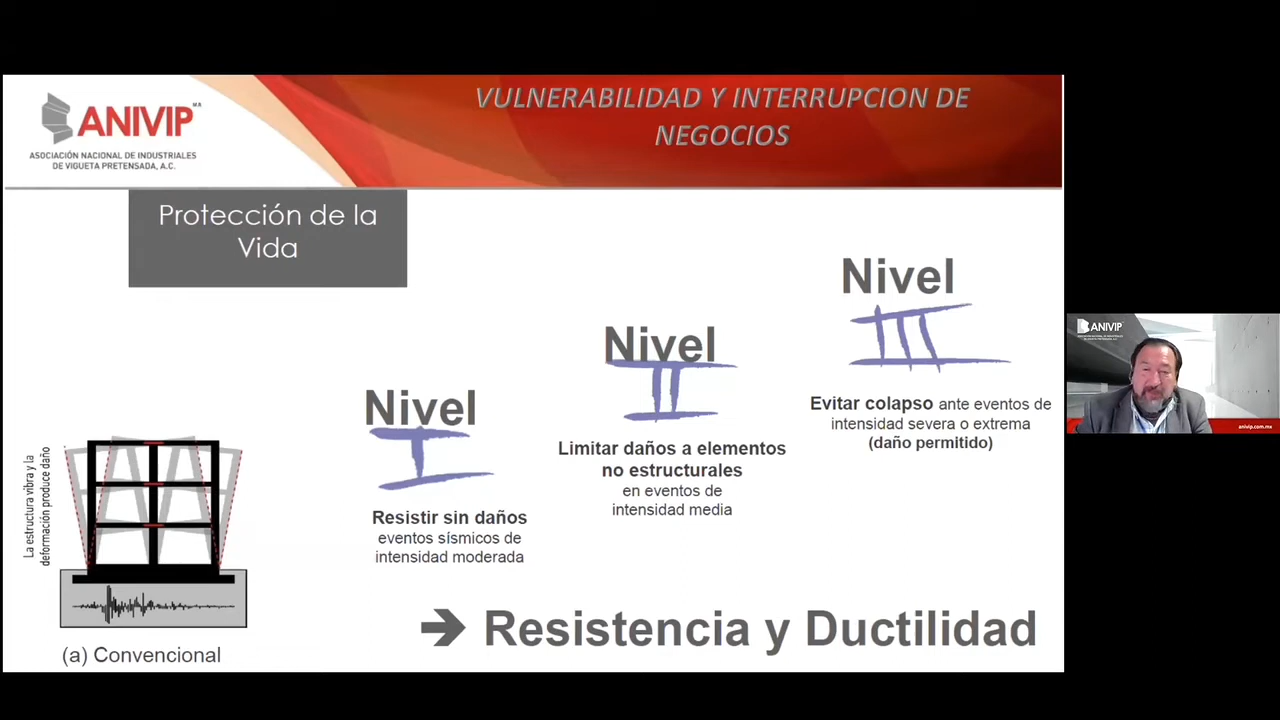 VULNERABILIDAD Y INTERRUPCION DE
NEGOCIOS
ANIVIP
ASOCIACIÓN NACIONAL DE INDUSTRIALES
DE VIGUETA PRETENSADA, A.C.
Protección de la
Vida
Nivel
I
Resistir sin daños
eventos sísmicos de
intensidad moderada
Nivel
II
Limitar daños a elementos
no estructurales
en eventos de
intensidad media
Nivel
III
Evitar colapso ante eventos de
intensidad severa o extrema
(daño permitido)
La estructura vibra y la
deformación produce daño
(a) Convencional
➔ Resistencia y Ductilidad
ANIVIP
anivip.com.mx